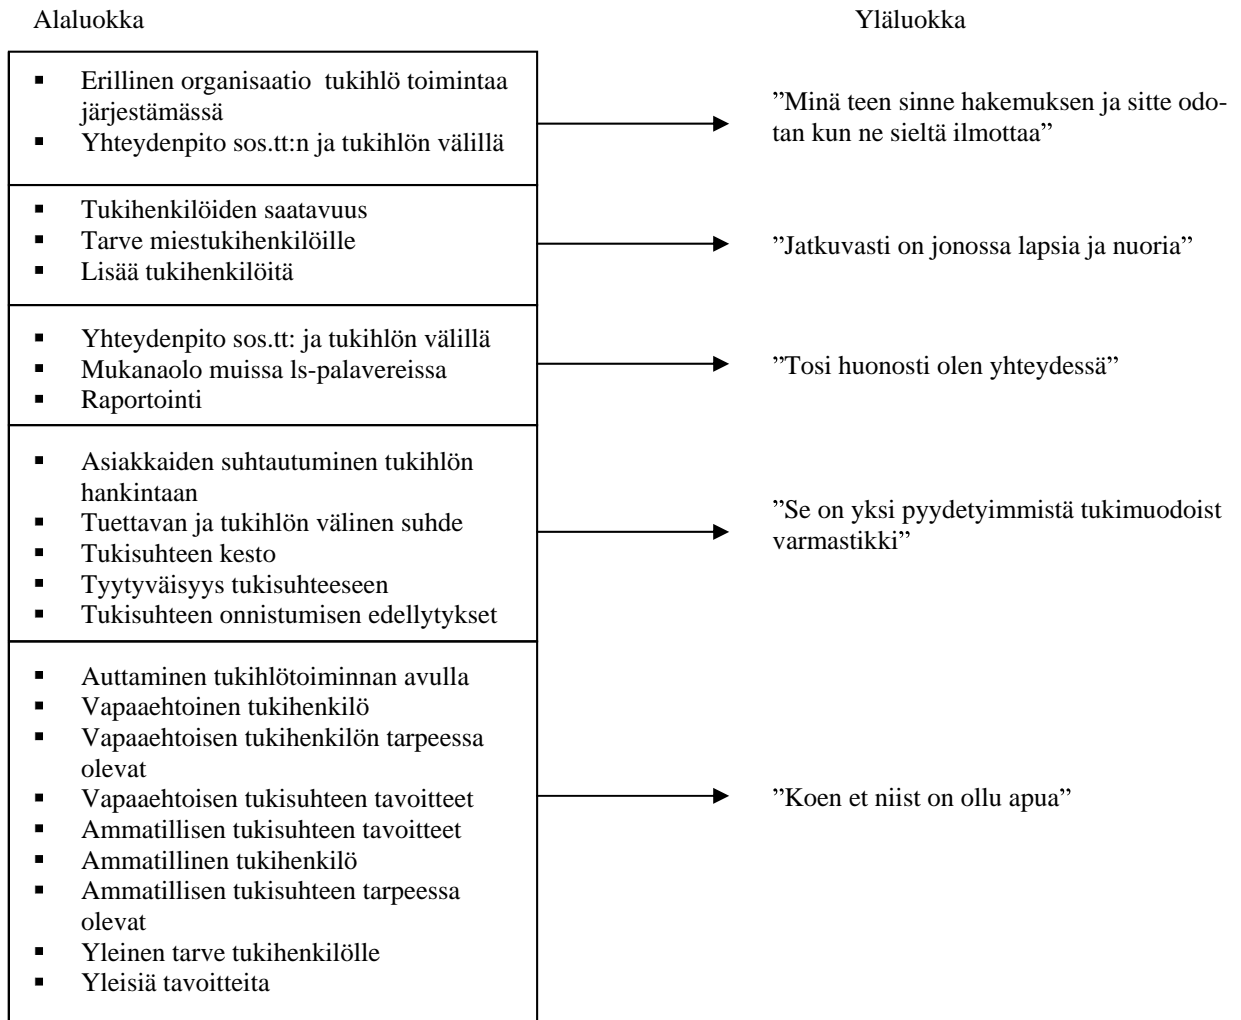 Alaluokka
Yläluokka
▪ Erillinen organisaatio  tukihlö toimintaa
järjestämässä
▪ Yhteydenpito sos.tt:n ja tukihlön välillä
”Minä teen sinne hakemuksen ja sitte odo-
tan kun ne sieltä ilmottaa”
▪ Tukihenkilöiden saatavuus
▪ Tarve miestukihenkilöille
▪ Lisää tukihenkilöitä
”Jatkuvasti on jonossa lapsia ja nuoria”
▪ Yhteydenpito sos.tt: ja tukihlön välillä
▪ Mukanaolo muissa ls-palavereissa
▪ Raportointi
”Tosi huonosti olen yhteydessä”
▪ Asiakkaiden suhtautuminen tukihlön
hankintaan
▪ Tuettavan ja tukihlön välinen suhde
▪ Tukisuhteen kesto
▪ Tyytyväisyys tukisuhteeseen
▪ Tukisuhteen onnistumisen edellytykset
”Se on yksi pyydetyimmistä tukimuodoist
varmastikki”
▪ Auttaminen tukihlötoiminnan avulla
▪ Vapaaehtoinen tukihenkilö
▪ Vapaaehtoisen tukihenkilön tarpeessa
olevat
▪ Vapaaehtoisen tukisuhteen tavoitteet
▪ Ammatillisen tukisuhteen tavoitteet
▪ Ammatillinen tukihenkilö
▪ Ammatillisen tukisuhteen tarpeessa
olevat
▪ Yleinen tarve tukihenkilölle
▪ Yleisiä tavoitteita
”Koen et niist on ollu apua”